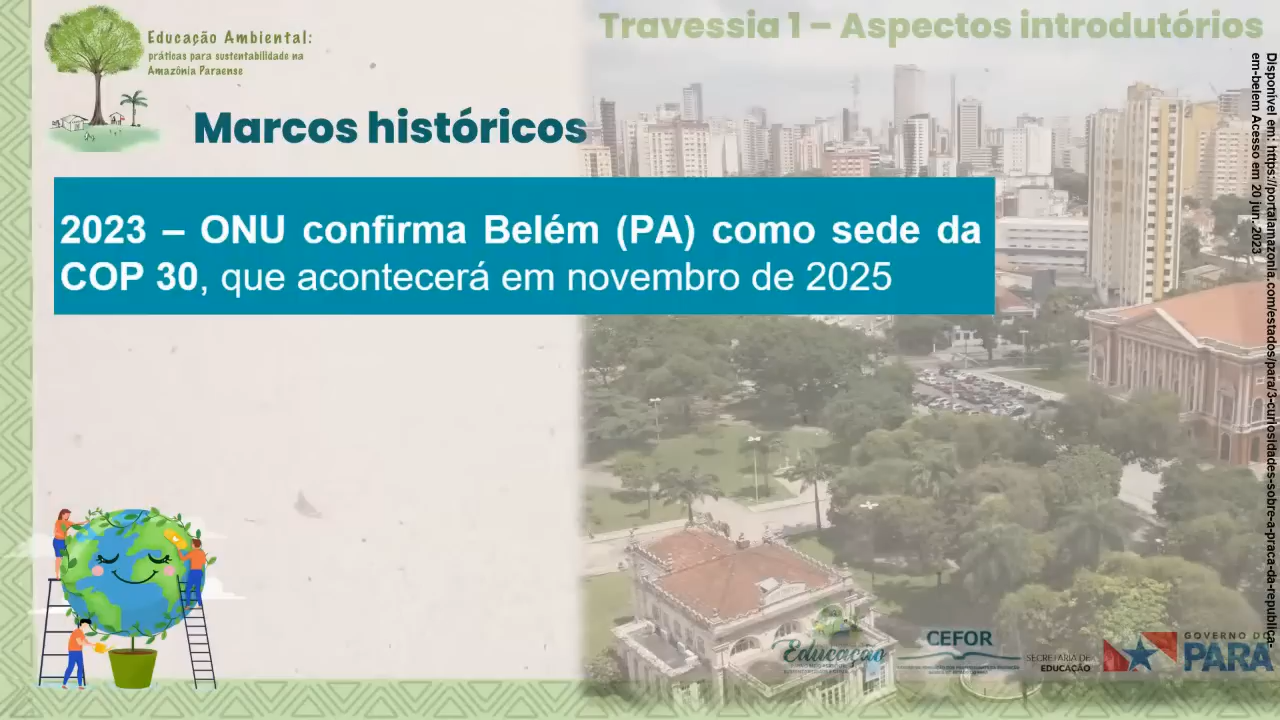 Travessia 1 – Aspectos introdutórios
Educação Ambiental:
práticas para sustentabilidade na
Amazônia Paraense
Marcos históricos
2023 – ONU confirma Belém (PA) como sede da
COP 30, que acontecerá em novembro de 2025
Disponível em: https://portalamazonia.com/estados/para/3-curiosidades-sobre-a-praca-da-republica-
em-belem Acesso em 20 jun. 2023
Educação
CEFOR
SECRETARIA DE
EDUCAÇÃO
GOVERNO DO
PARÁ